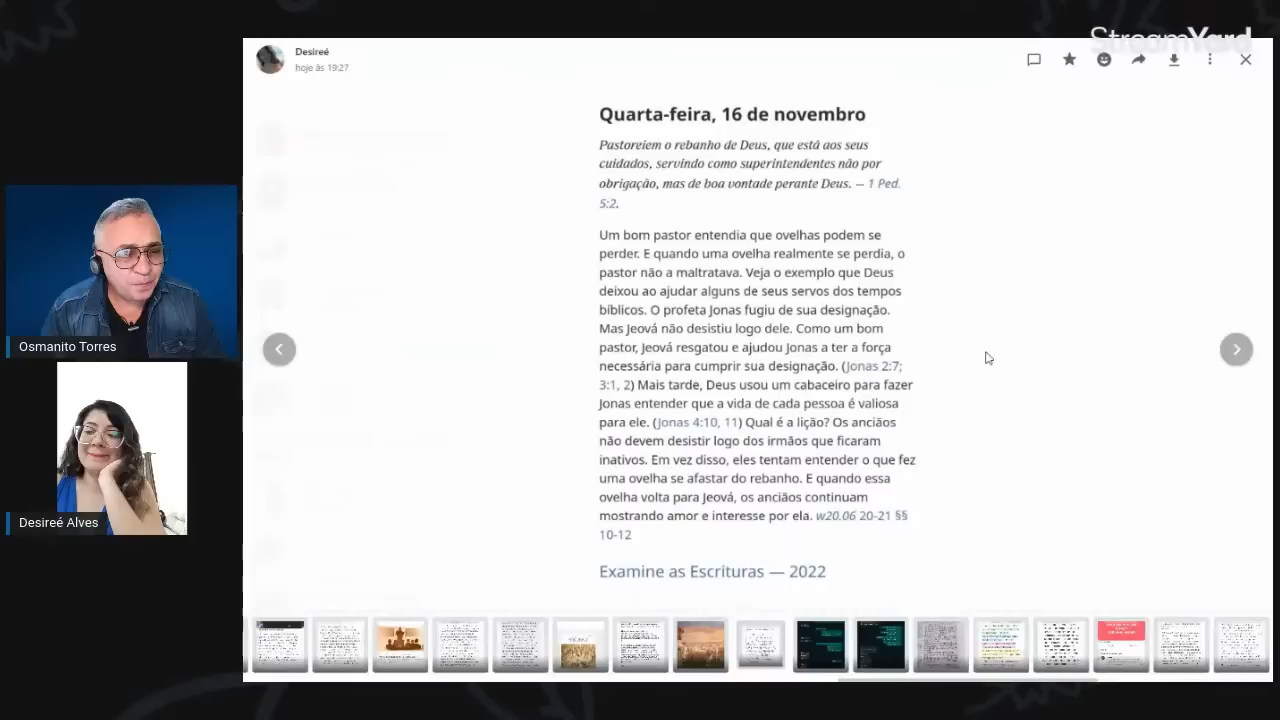 StreamYard
Desireé
hoje às 19:27
Quarta-feira, 16 de novembro
Pastoreiem o rebanho de Deus, que está aos seus
cuidados, servindo como superintendentes não por
obrigação, mas de boa vontade perante Deus. — 1 Ped.
5:2.
Um bom pastor entendia que ovelhas podem se
perder. E quando uma ovelha realmente se perdia, o
pastor não a maltratava. Veja o exemplo que Deus
deixou ao ajudar alguns de seus servos dos tempos
bíblicos. O profeta Jonas fugiu de sua designação.
Mas Jeová não desistiu logo dele. Como um bom
pastor, Jeová resgatou e ajudou Jonas a ter a força
necessária para cumprir sua designação. (Jonas 2:7;
3:1, 2) Mais tarde, Deus usou um cabaceiro para fazer
Jonas entender que a vida de cada pessoa é valiosa
para ele. (Jonas 4:10, 11) Qual é a lição? Os anciãos
não devem desistir logo dos irmãos que ficaram
inativos. Em vez disso, eles tentam entender o que fez
uma ovelha se afastar do rebanho. E quando essa
ovelha volta para Jeová, os anciãos continuam
mostrando amor e interesse por ela. w20.06 20-21 §§
10-12
Examine as Escrituras — 2022
Osmanito Torres
Desireé Alves